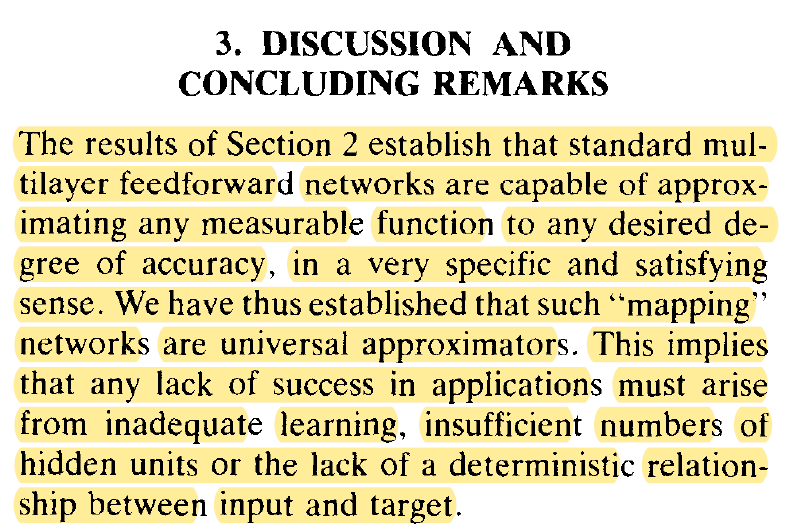 3. DISCUSSION AND
CONCLUDING REMARKS
The results of Section 2 establish that standard mul-
tilayer feedforward networks are capable of approx-
imating any measurable function to any desired de-
gree of accuracy, in a very specific and satisfying
sense. We have thus established that such “mapping”
networks are universal approximators. This implies
that any lack of success in applications must arise
from inadequate learning, insufficient numbers of
hidden units or the lack of a deterministic relation-
ship between input and target.